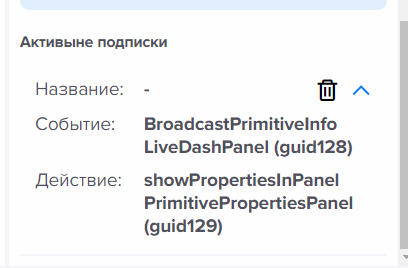 Активыне подписки
Название: -
Событие: BroadcastPrimitiveInfo
LiveDashPanel (guid128)
Действие: showPropertiesInPanel
PrimitivePropertiesPanel
(guid129)